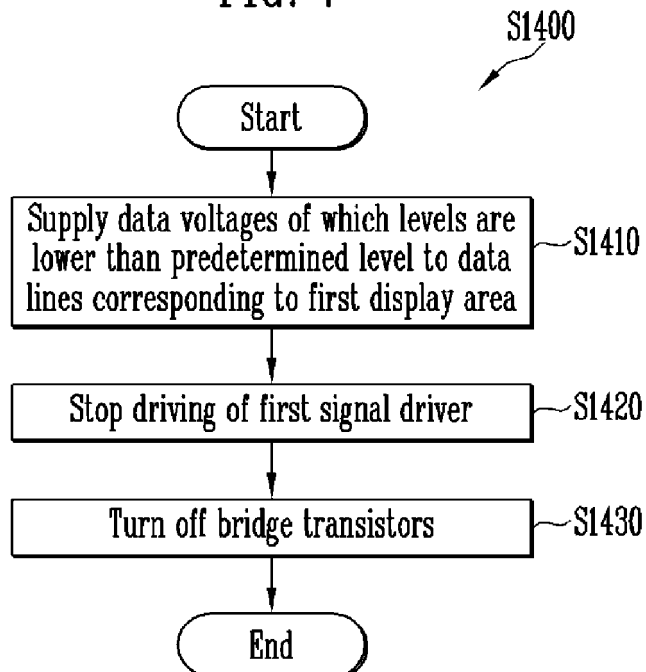 S1400
Start
Supply data voltages of which levels are
lower than predetermined level to data
lines corresponding to first display area
S1410
Stop driving of first signal driver
S1420
Turn off bridge transistors
S1430
End